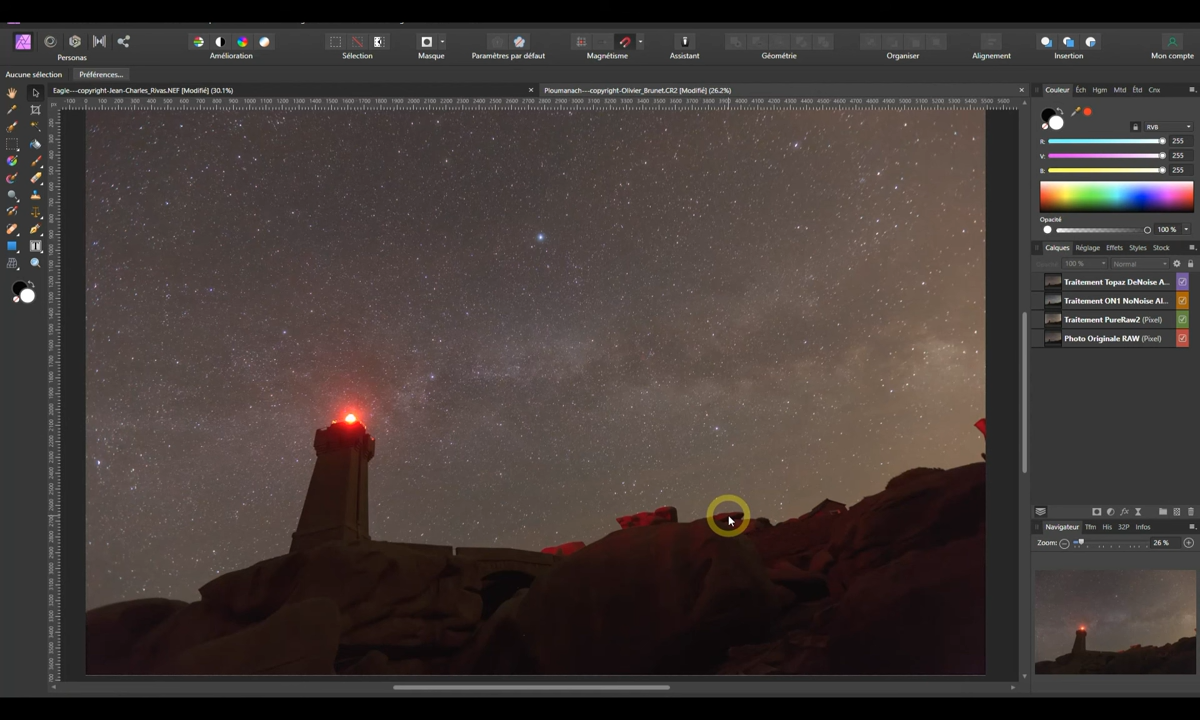 Personas
Amélioration
Sélection
Masque
Paramètres par défaut
Magnétisme
Assistant
Géométrie
Organiser
Alignement
Insertion
Mon compte
Aucune sélection
Préférences...
Eagle---copyright-Jean-Charles_Rivas.NEF [Modifié] (30.1%)
Ploumanach---copyright-Olivier_Brunet.CR2 [Modifié] (26.2%)
Couleur Éch Hgm Mtd Étd Cnx
RVB
R: 255
V: 255
B: 255
Opacité
100 %
Calques Réglage Effets Styles Stock
100 % Normal
Traitement Topaz DeNoise A...
Traitement ON1 NoNoise AI...
Traitement PureRaw2 (Pixel)
Photo Originale RAW (Pixel)
Navigateur Tfm His 32P Infos
Zoom: 26 %